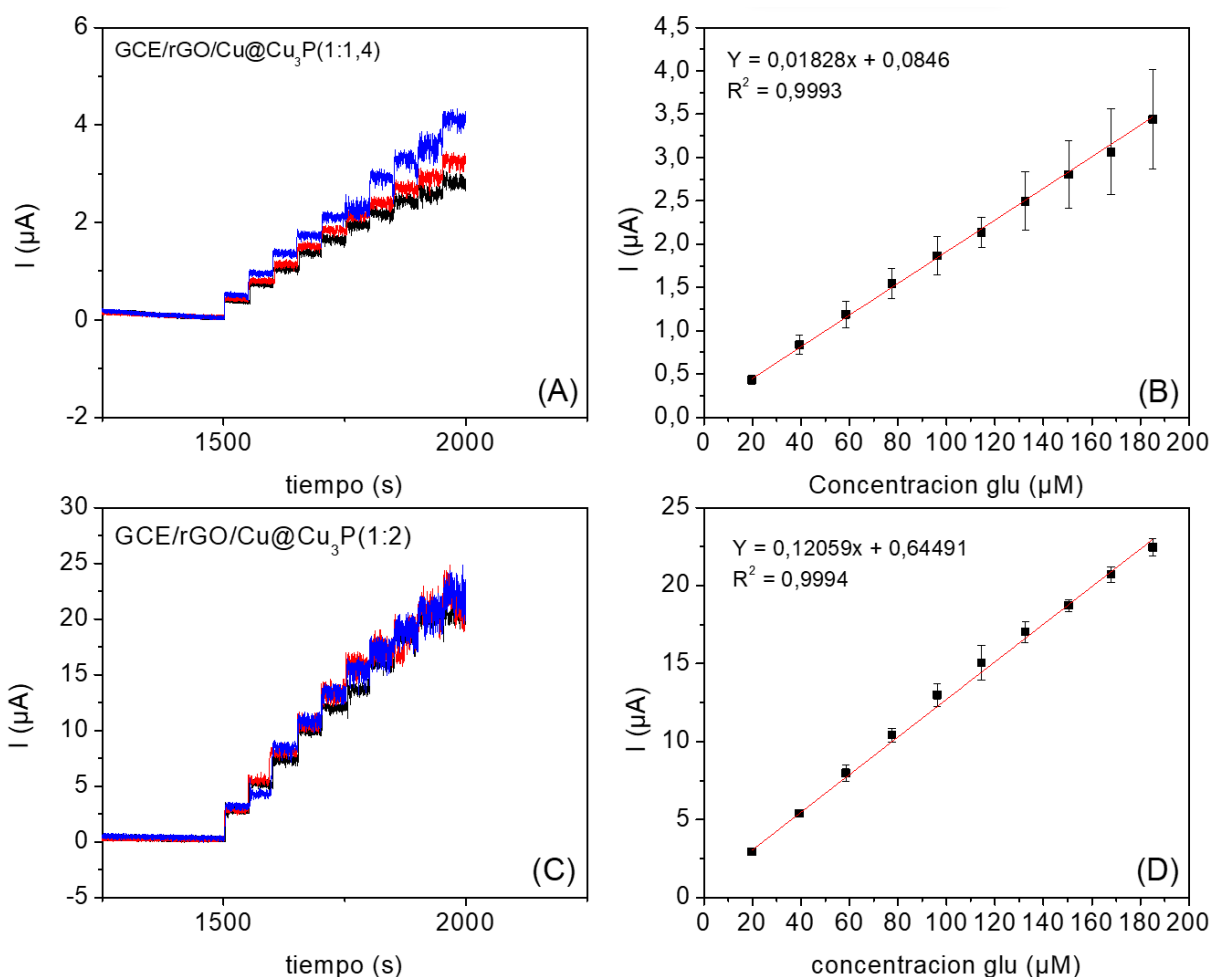 GCE/rGO/Cu@Cu₃P(1:1,4)
I (µA)
6
4
2
0
-2
1500 2000
tiempo (s)
(A)
Y = 0,01828x + 0,0846
R² = 0,9993
I (µA)
4,5
4,0
3,5
3,0
2,5
2,0
1,5
1,0
0,5
0,0
0 20 40 60 80 100 120 140 160 180 200
Concentracion glu (µM)
(B)
GCE/rGO/Cu@Cu₃P(1:2)
I (µA)
30
25
20
15
10
5
0
-5
1500 2000
tiempo (s)
(C)
Y = 0,12059x + 0,64491
R² = 0,9994
I (µA)
25
20
15
10
5
0
0 20 40 60 80 100 120 140 160 180 200
concentracion glu (µM)
(D)